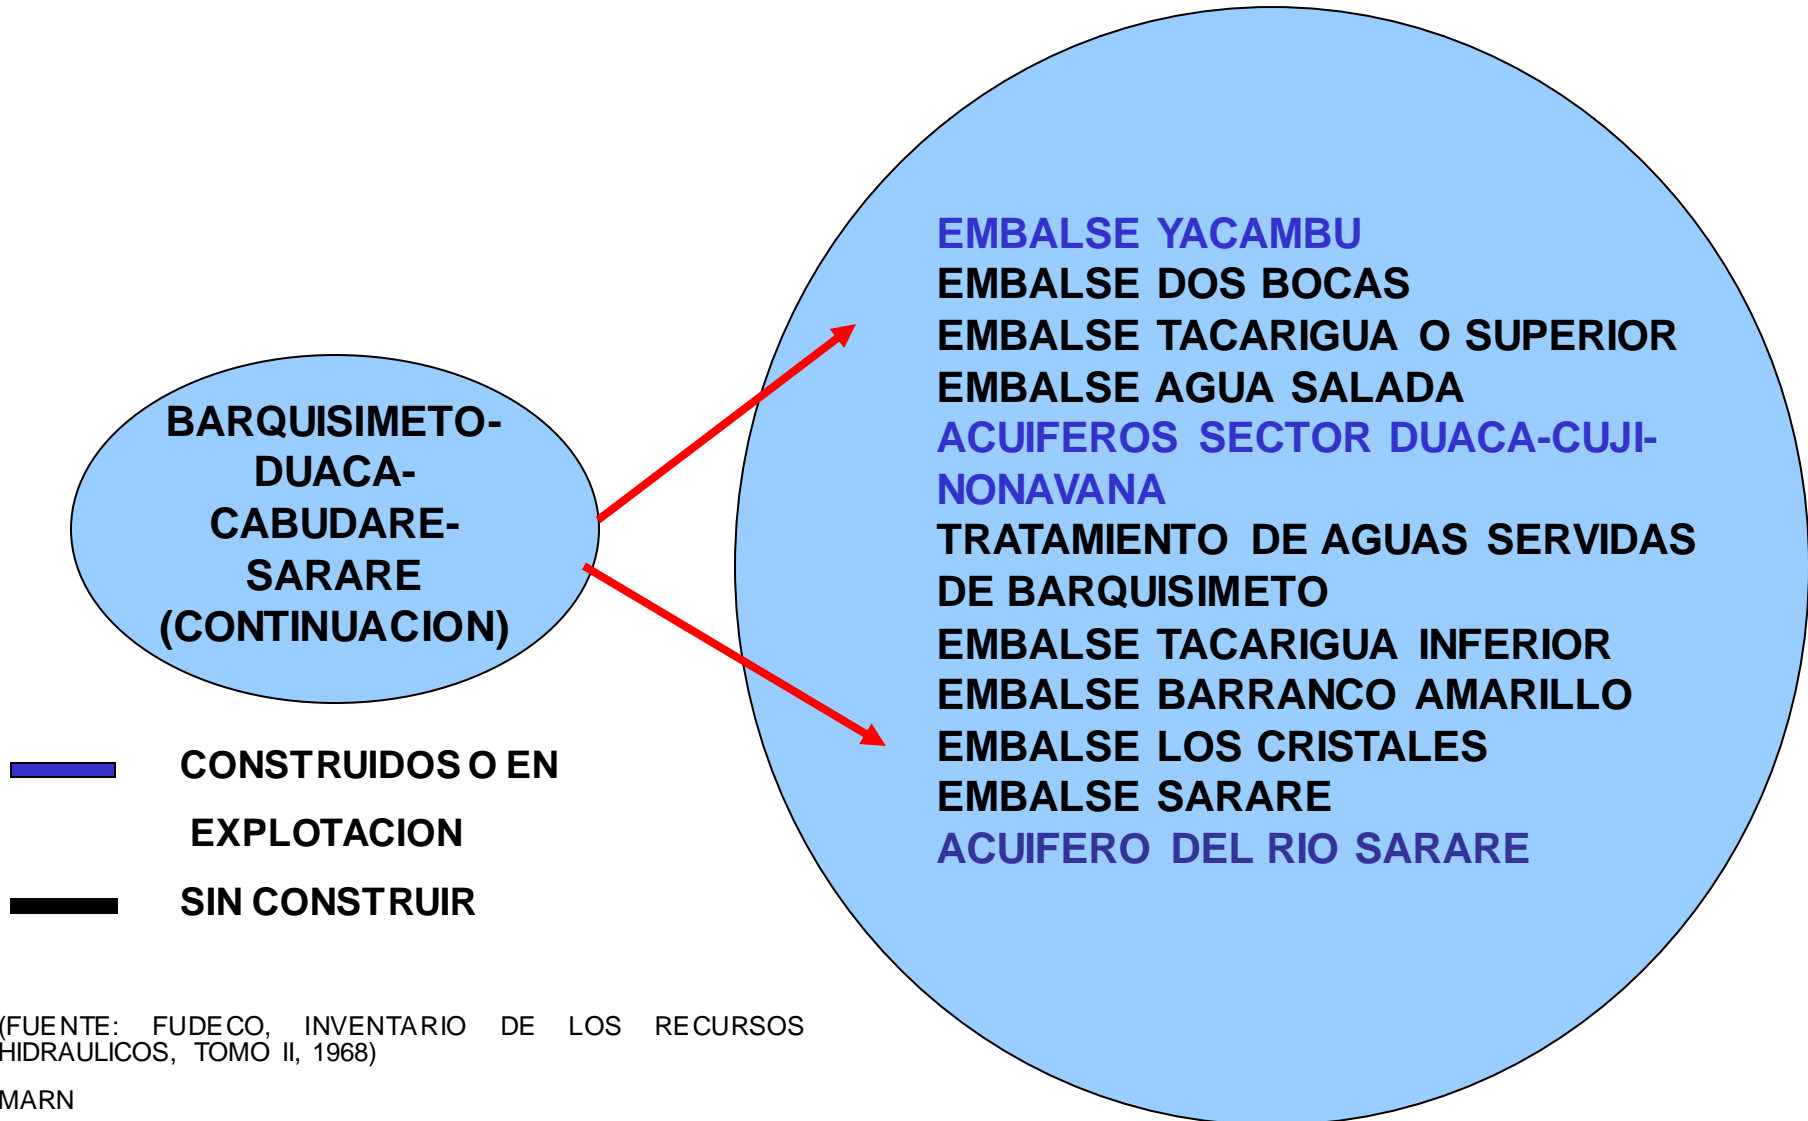 BARQUISIMETO-
DUACA-
CABUDARE-
SARARE
(CONTINUACION)
CONSTRUIDOS O EN
EXPLOTACION
SIN CONSTRUIR
EMBALSE YACAMBU
EMBALSE DOS BOCAS
EMBALSE TACARIGUA O SUPERIOR
EMBALSE AGUA SALADA
ACUIFEROS SECTOR DUACA-CUJI-
NONAVANA
TRATAMIENTO DE AGUAS SERVIDAS
DE BARQUISIMETO
EMBALSE TACARIGUA INFERIOR
EMBALSE BARRANCO AMARILLO
EMBALSE LOS CRISTALES
EMBALSE SARARE
ACUIFERO DEL RIO SARARE
(FUENTE: FUDECO, INVENTARIO DE LOS RECURSOS
HIDRAULICOS, TOMO II, 1968)
MARN